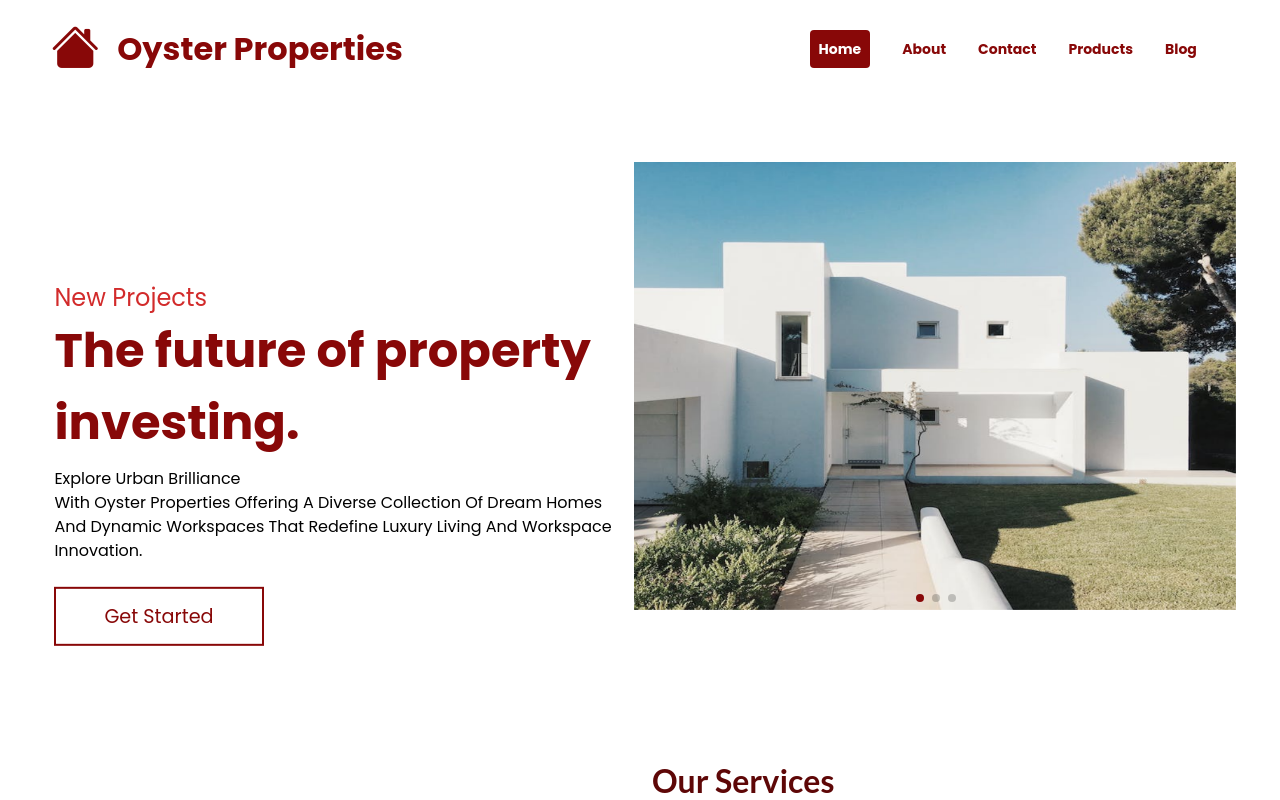 Oyster Properties
Home About Contact Products Blog
New Projects
The future of property
investing.
Explore Urban Brilliance
With Oyster Properties Offering A Diverse Collection Of Dream Homes
And Dynamic Workspaces That Redefine Luxury Living And Workspace
Innovation.
Get Started
Our Services